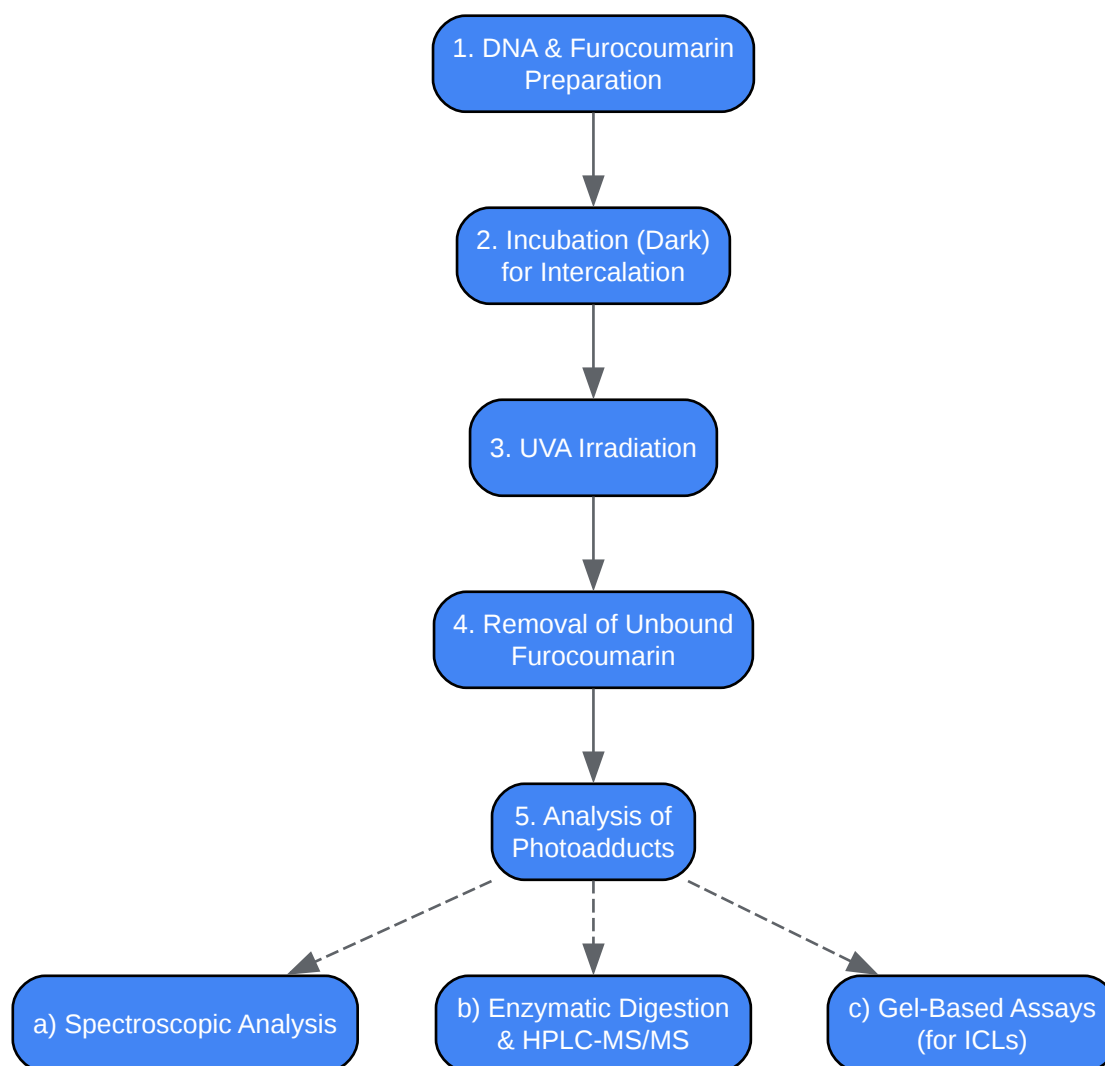 1. DNA & Furocoumarin
Preparation
2. Incubation (Dark)
for Intercalation
3. UVA Irradiation
4. Removal of Unbound
Furocoumarin
5. Analysis of
Photoadducts
a) Spectroscopic Analysis
b) Enzymatic Digestion
& HPLC-MS/MS
c) Gel-Based Assays
(for ICLs)